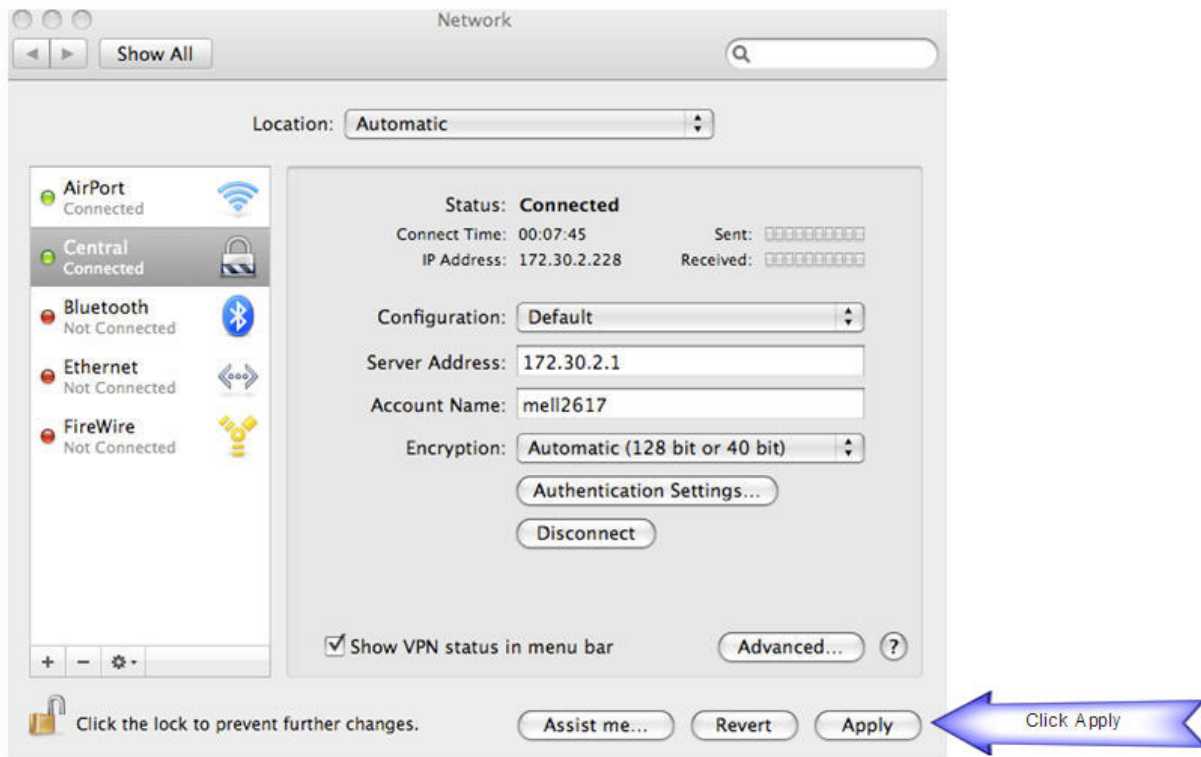 Network
Show All
Location: Automatic
AirPort
Connected
Central
Connected
Bluetooth
Not Connected
Ethernet
Not Connected
FireWire
Not Connected
Status: Connected
Connect Time: 00:07:45 Sent:
IP Address: 172.30.2.228 Received:
Configuration: Default
Server Address: 172.30.2.1
Account Name: mell2617
Encryption: Automatic (128 bit or 40 bit)
Authentication Settings...
Disconnect
Show VPN status in menu bar Advanced... ?
Click the lock to prevent further changes. Assist me... Revert Apply
Click Apply